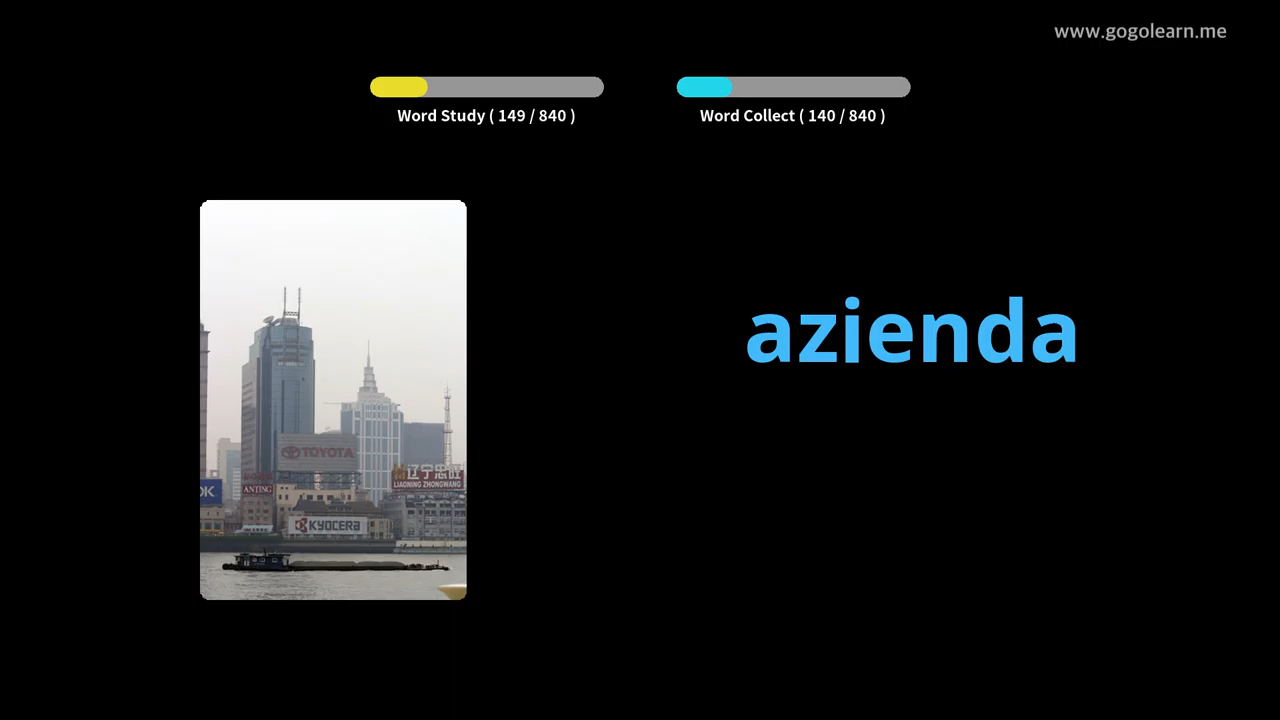 www.gogolearn.me
Word Study ( 149 / 840 )
Word Collect ( 140 / 840 )
azienda
TOYOTA
辽宁忠旺
LIAONING ZHONGWANG
OK
ANTING
KYOCERA